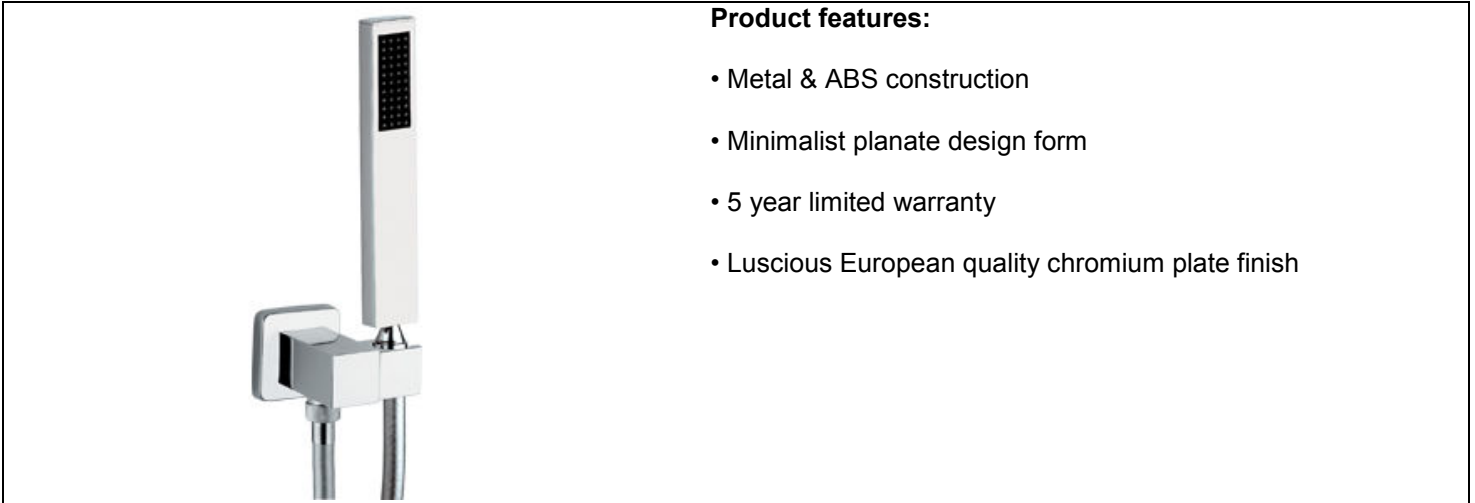 Product features:
• Metal & ABS construction
• Minimalist planate design form
• 5 year limited warranty
• Luscious European quality chromium plate finish